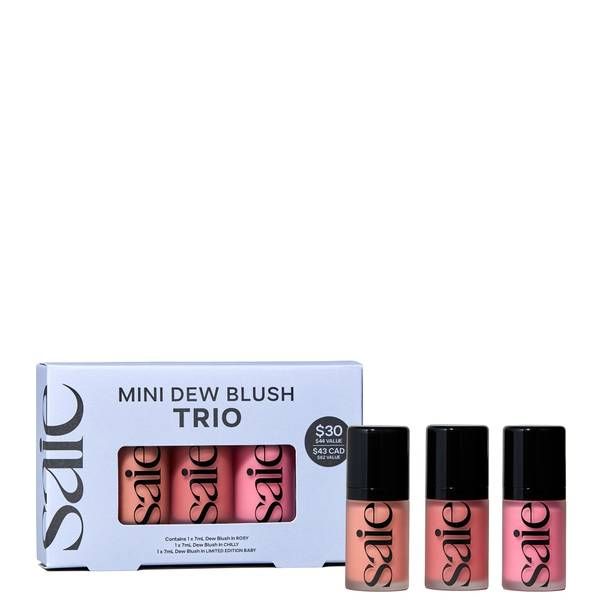 saie
MINI DEW BLUSH
TRIO
$30
$44 VALUE
$43 CAD
$62 VALUE
saie
saie
saie
Contains 1 x 7mL Dew Blush in ROSY
1 x 7mL Dew Blush in CHILLY
1 x 7mL Dew Blush in LIMITED EDITION BABY
saie
saie
saie